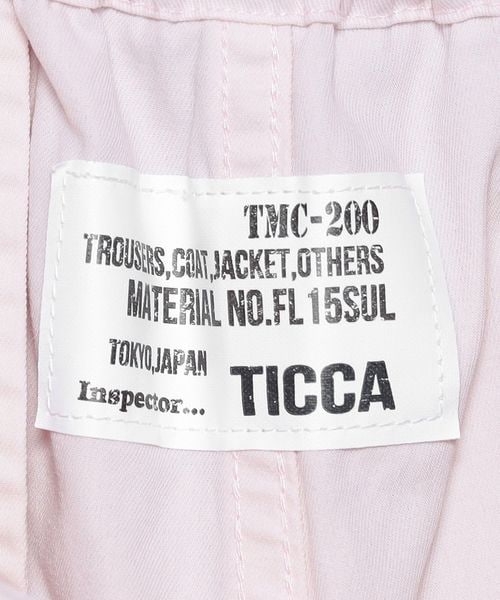 TMC-200
TROUSERS,COAT,JACKET,OTHERS
MATERIAL NO.FL15SUL
TOKYO,JAPAN
Inspector... TICCA